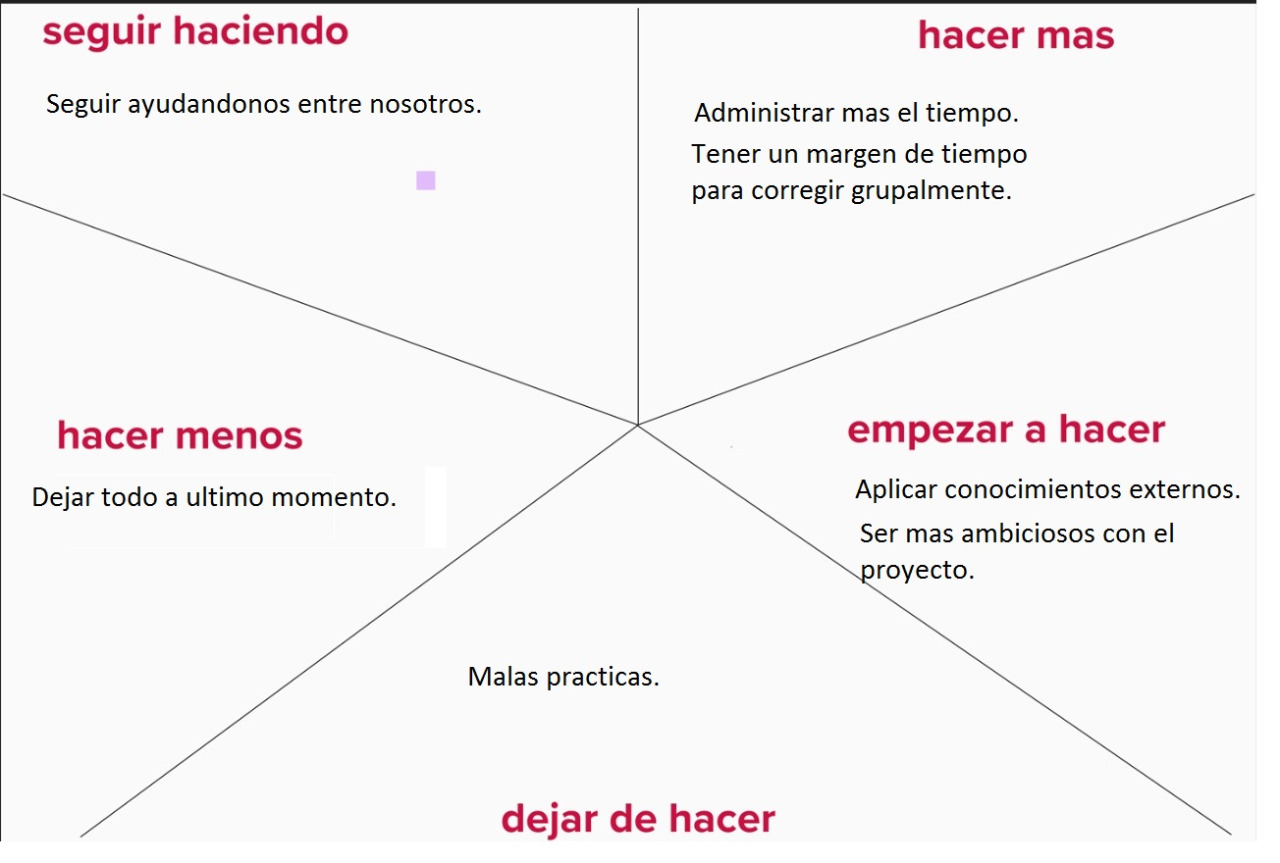 seguir haciendo
Seguir ayudandonos entre nosotros.
hacer mas
Administrar mas el tiempo.
Tener un margen de tiempo
para corregir grupalmente.
hacer menos
Dejar todo a ultimo momento.
empezar a hacer
Aplicar conocimientos externos.
Ser mas ambiciosos con el
proyecto.
Malas practicas.
dejar de hacer